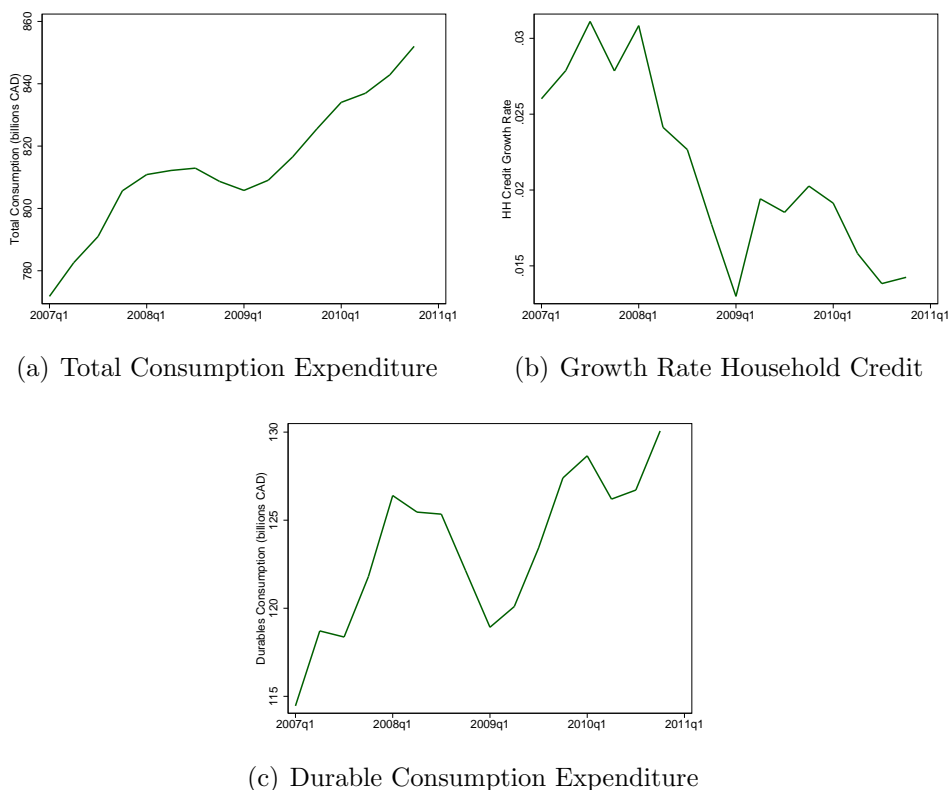 Total Consumption (billions CAD)
860
840
820
800
780
2007q1 2008q1 2009q1 2010q1 2011q1
(a) Total Consumption Expenditure
HH Credit Growth Rate
.03
.025
.02
.015
2007q1 2008q1 2009q1 2010q1 2011q1
(b) Growth Rate Household Credit
Durables Consumption (billions CAD)
130
125
120
115
2007q1 2008q1 2009q1 2010q1 2011q1
(c) Durable Consumption Expenditure